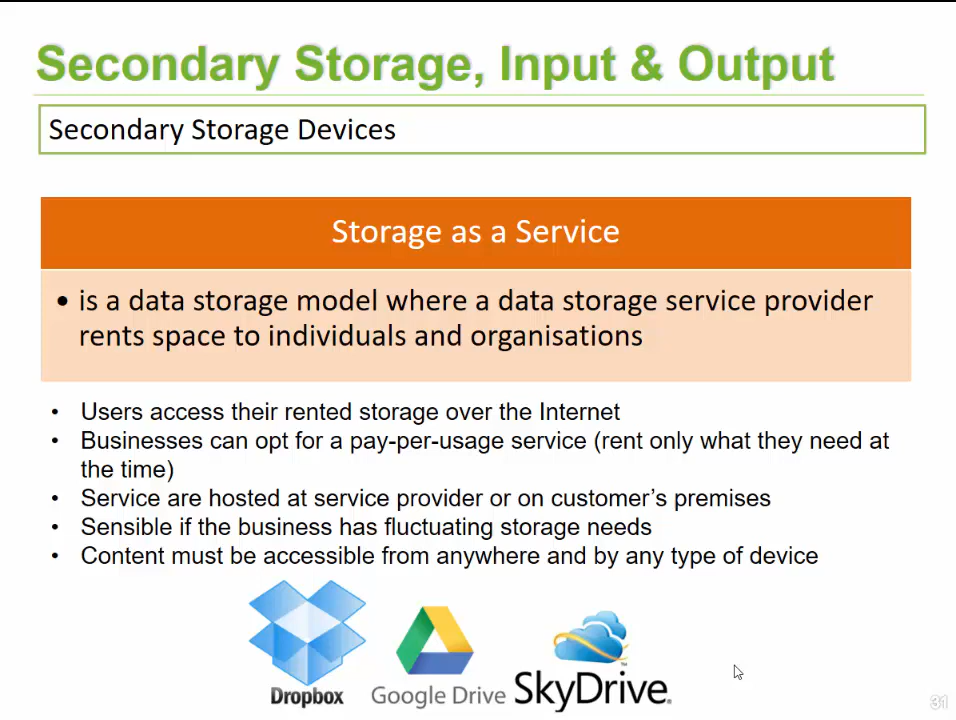 Secondary Storage, Input & Output
Secondary Storage Devices
Storage as a Service
• is a data storage model where a data storage service provider
rents space to individuals and organisations
• Users access their rented storage over the Internet
• Businesses can opt for a pay-per-usage service (rent only what they need at
the time)
• Service are hosted at service provider or on customer’s premises
• Sensible if the business has fluctuating storage needs
• Content must be accessible from anywhere and by any type of device
Dropbox
Google Drive
SkyDrive.
TM
31